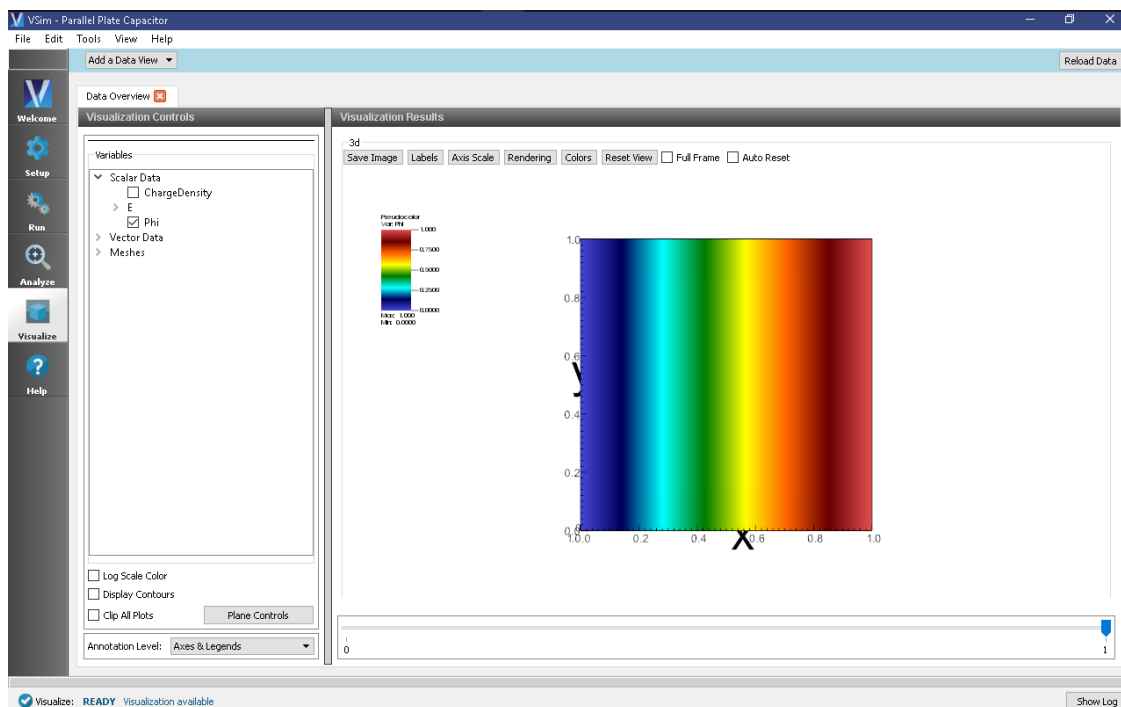 VSim - Parallel Plate Capacitor
File Edit Tools View Help
Add a Data View
Reload Data
Data Overview
Welcome
Setup
Run
Analyze
Visualize
Help
Visualization Controls
Variables
Scalar Data
ChargeDensity
E
Phi
Vector Data
Meshes
Log Scale Color
Display Contours
Clip All Plots
Plane Controls
Annotation Level: Axes & Legends
Visualization Results
3d
Save Image Labels Axis Scale Rendering Colors Reset View Full Frame Auto Reset
Pseudocolor
Var: Phi
1.000
0.7500
0.5000
0.2500
0.0000
Max: 1.000
Min: 0.0000
1.0
0.8
0.6
y
0.4
0.2
0.0
1.0 0.0 0.2 0.4 0.6 0.8 1.0
X
0 1
Visualize: READY Visualization available
Show Log